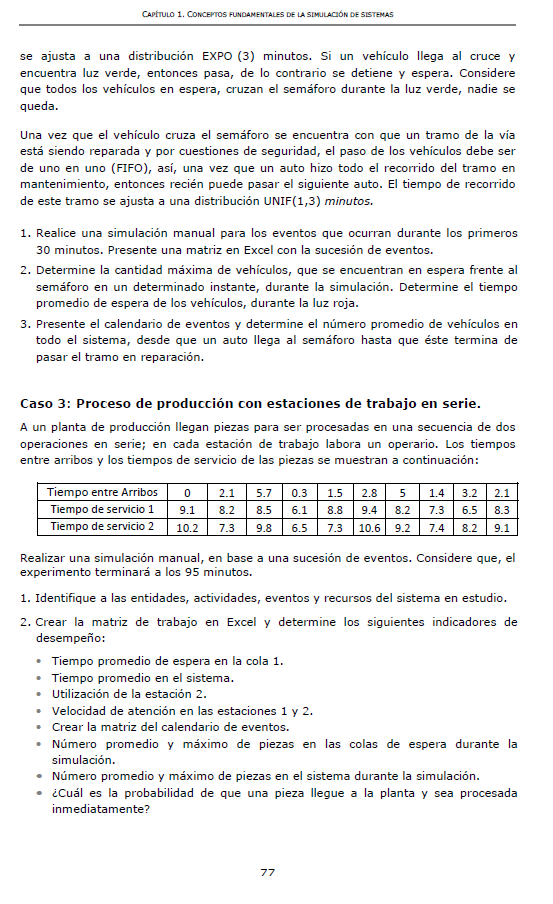 CAPÍTULO 1. CONCEPTOS FUNDAMENTALES DE LA SIMULACIÓN DE SISTEMAS
se ajusta a una distribución EXPO (3) minutos. Si un vehículo llega al cruce y
encuentra luz verde, entonces pasa, de lo contrario se detiene y espera. Considere
que todos los vehículos en espera, cruzan el semáforo durante la luz verde, nadie se
queda.
Una vez que el vehículo cruza el semáforo se encuentra con que un tramo de la vía
está siendo reparada y por cuestiones de seguridad, el paso de los vehículos debe ser
de uno en uno (FIFO), así, una vez que un auto hizo todo el recorrido del tramo en
mantenimiento, entonces recién puede pasar el siguiente auto. El tiempo de recorrido
de este tramo se ajusta a una distribución UNIF(1,3) minutos.
1. Realice una simulación manual para los eventos que ocurran durante los primeros
30 minutos. Presente una matriz en Excel con la sucesión de eventos.
2. Determine la cantidad máxima de vehículos, que se encuentran en espera frente al
semáforo en un determinado instante, durante la simulación. Determine el tiempo
promedio de espera de los vehículos, durante la luz roja.
3. Presente el calendario de eventos y determine el número promedio de vehículos en
todo el sistema, desde que un auto llega al semáforo hasta que éste termina de
pasar el tramo en reparación.
Caso 3: Proceso de producción con estaciones de trabajo en serie.
A un planta de producción llegan piezas para ser procesadas en una secuencia de dos
operaciones en serie; en cada estación de trabajo labora un operario. Los tiempos
entre arribos y los tiempos de servicio de las piezas se muestran a continuación:
Tiempo entre Arribos 0 2.1 5.7 0.3 1.5 2.8 5 1.4 3.2 2.1
Tiempo de servicio 1 9.1 8.2 8.5 6.1 8.8 9.4 8.2 7.3 6.5 8.3
Tiempo de servicio 2 10.2 7.3 9.8 6.5 7.3 10.6 9.2 7.4 8.2 9.1
Realizar una simulación manual, en base a una sucesión de eventos. Considere que, el
experimento terminará a los 95 minutos.
1. Identifique a las entidades, actividades, eventos y recursos del sistema en estudio.
2. Crear la matriz de trabajo en Excel y determine los siguientes indicadores de
desempeño:
• Tiempo promedio de espera en la cola 1.
• Tiempo promedio en el sistema.
• Utilización de la estación 2.
• Velocidad de atención en las estaciones 1 y 2.
• Crear la matriz del calendario de eventos.
• Número promedio y máximo de piezas en las colas de espera durante la
simulación.
• Número promedio y máximo de piezas en el sistema durante la simulación.
• ¿Cuál es la probabilidad de que una pieza llegue a la planta y sea procesada
inmediatamente?
77